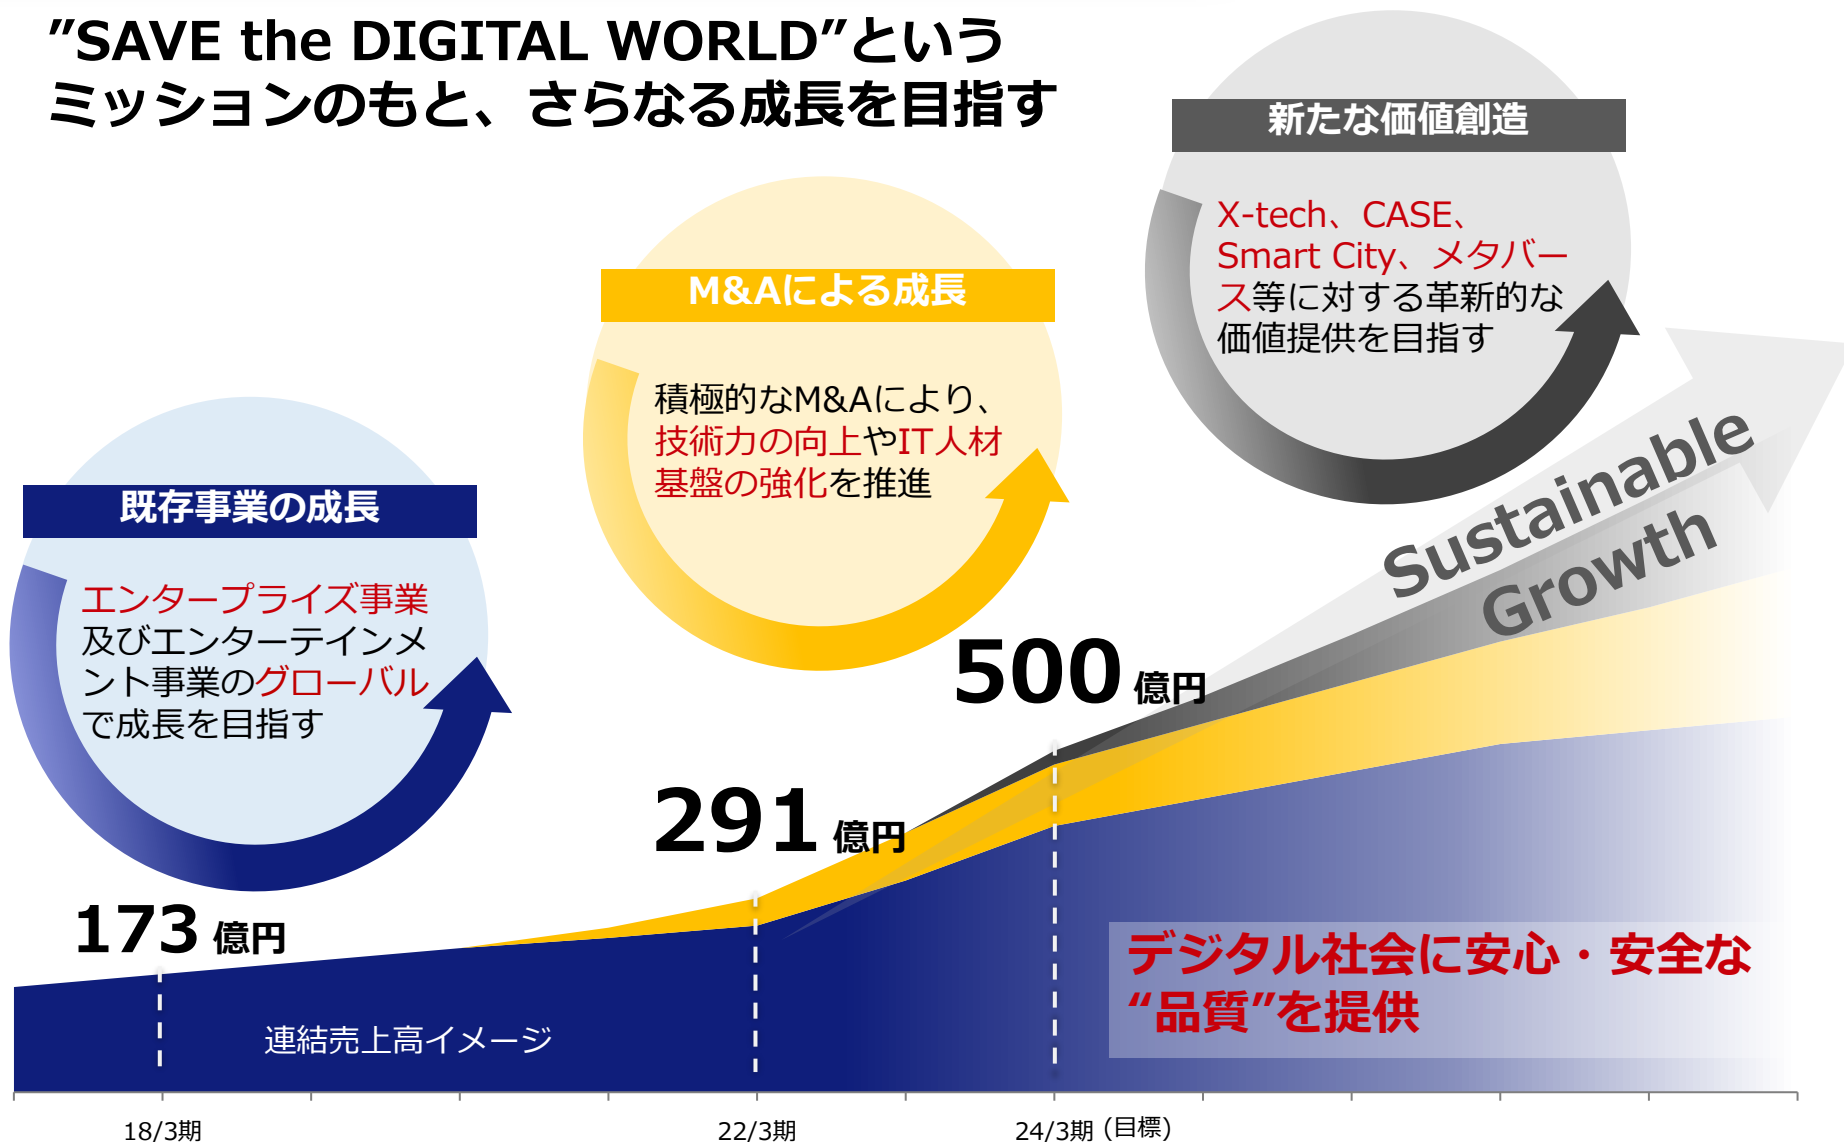 ”SAVE the DIGITAL WORLD”という
ミッションのもと、さらなる成長を目指す
新たな価値創造
X-tech、CASE、
Smart City、メタバー
ス等に対する革新的な
価値提供を目指す
M&Aによる成長
積極的なM&Aにより、
技術力の向上やIT人材
基盤の強化を推進
既存事業の成長
エンタープライズ事業
及びエンターテインメ
ント事業のグローバル
で成長を目指す
Sustainable
Growth
500 億円
291 億円
173 億円
デジタル社会に安心・安全な
“品質”を提供
連結売上高イメージ
18/3期
22/3期
24/3期 (目標)